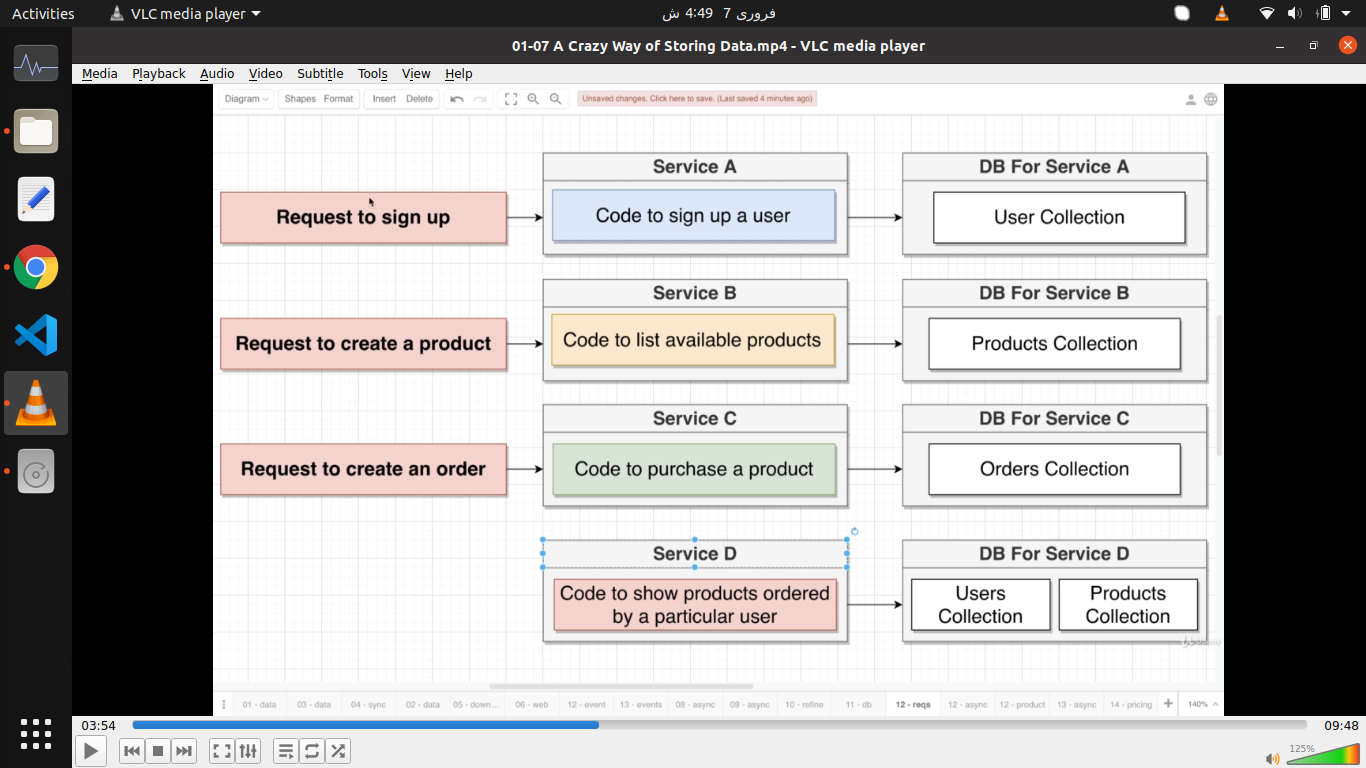 Activities
VLC media player
فروری 7  4:49 ش
01-07 A Crazy Way of Storing Data.mp4 - VLC media player
Media Playback Audio Video Subtitle Tools View Help
Diagram Shapes Format Insert Delete Unsaved changes. Click here to save. (Last saved 4 minutes ago)
Service A
DB For Service A
Request to sign up
Code to sign up a user
User Collection
Service B
DB For Service B
Request to create a product
Code to list available products
Products Collection
Service C
DB For Service C
Request to create an order
Code to purchase a product
Orders Collection
Service D
DB For Service D
Code to show products ordered
by a particular user
Users
Collection
Products
Collection
Udemy
01 - data 03 - data 04 - sync 02 - data 05 - down... 06 - web 12 - event 13 - events 08 - async 09 - async 10 - refine 11 - db 12 - reqs 12 - async 12 - product 13 - async 14 - pricing 140%
03:54
09:48
125%